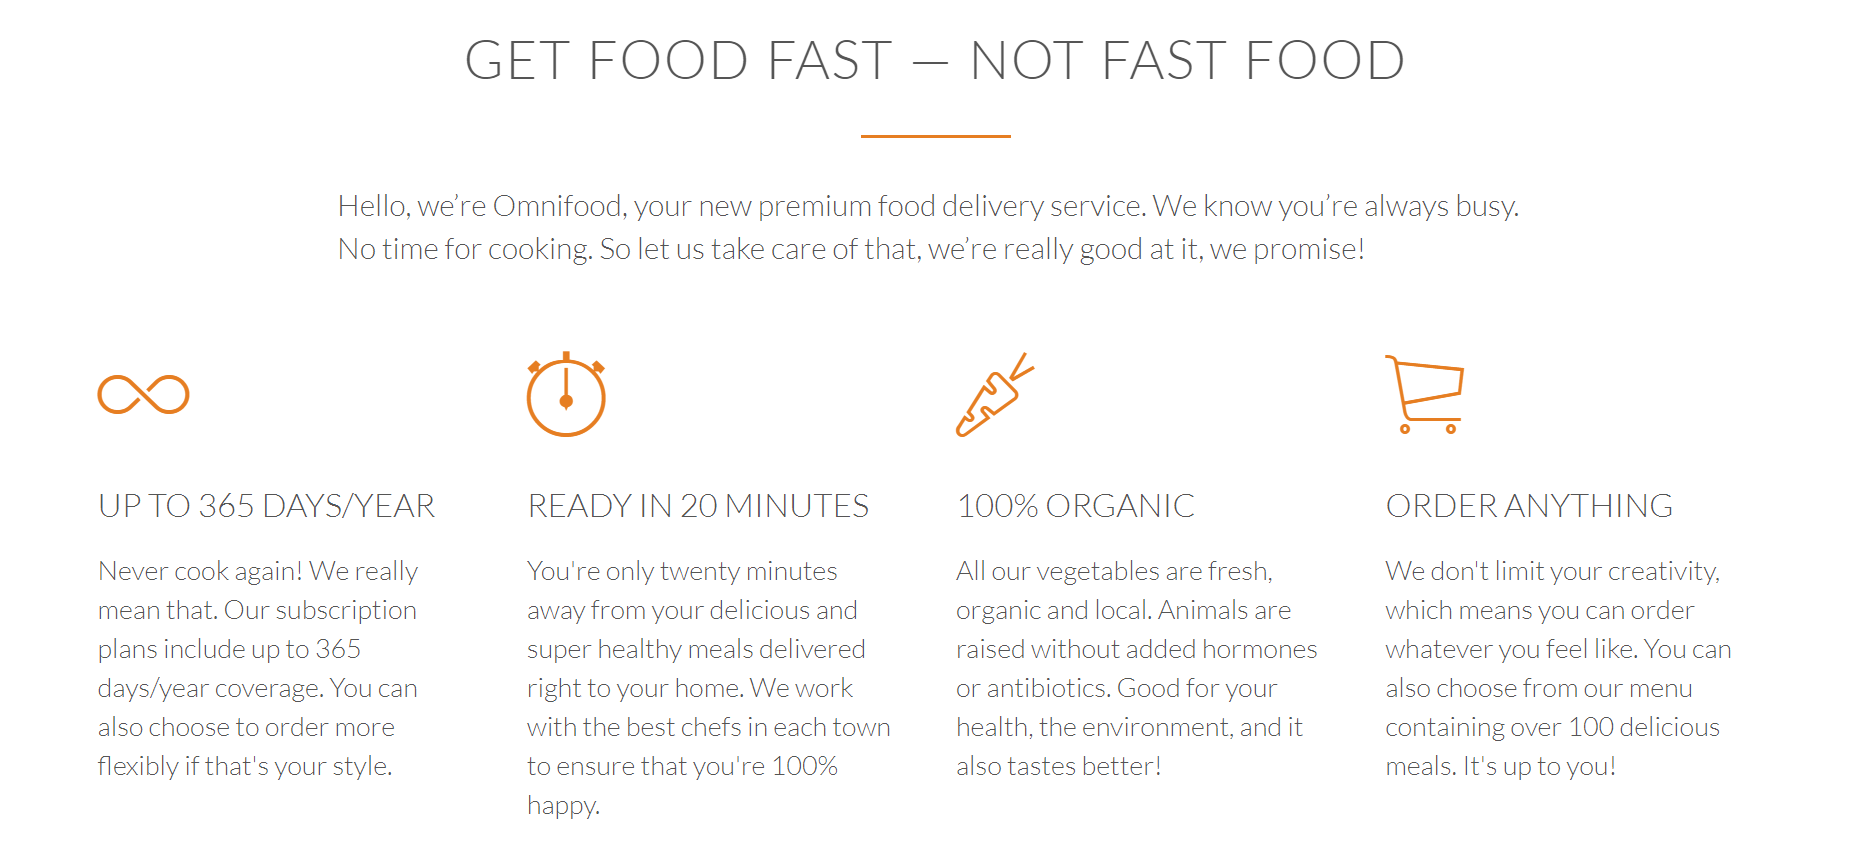 GET FOOD FAST — NOT FAST FOOD
Hello, we’re Omnifood, your new premium food delivery service. We know you’re always busy.
No time for cooking. So let us take care of that, we’re really good at it, we promise!
UP TO 365 DAYS/YEAR
Never cook again! We really
mean that. Our subscription
plans include up to 365
days/year coverage. You can
also choose to order more
flexibly if that's your style.
READY IN 20 MINUTES
You're only twenty minutes
away from your delicious and
super healthy meals delivered
right to your home. We work
with the best chefs in each town
to ensure that you're 100%
happy.
100% ORGANIC
All our vegetables are fresh,
organic and local. Animals are
raised without added hormones
or antibiotics. Good for your
health, the environment, and it
also tastes better!
ORDER ANYTHING
We don't limit your creativity,
which means you can order
whatever you feel like. You can
also choose from our menu
containing over 100 delicious
meals. It's up to you!